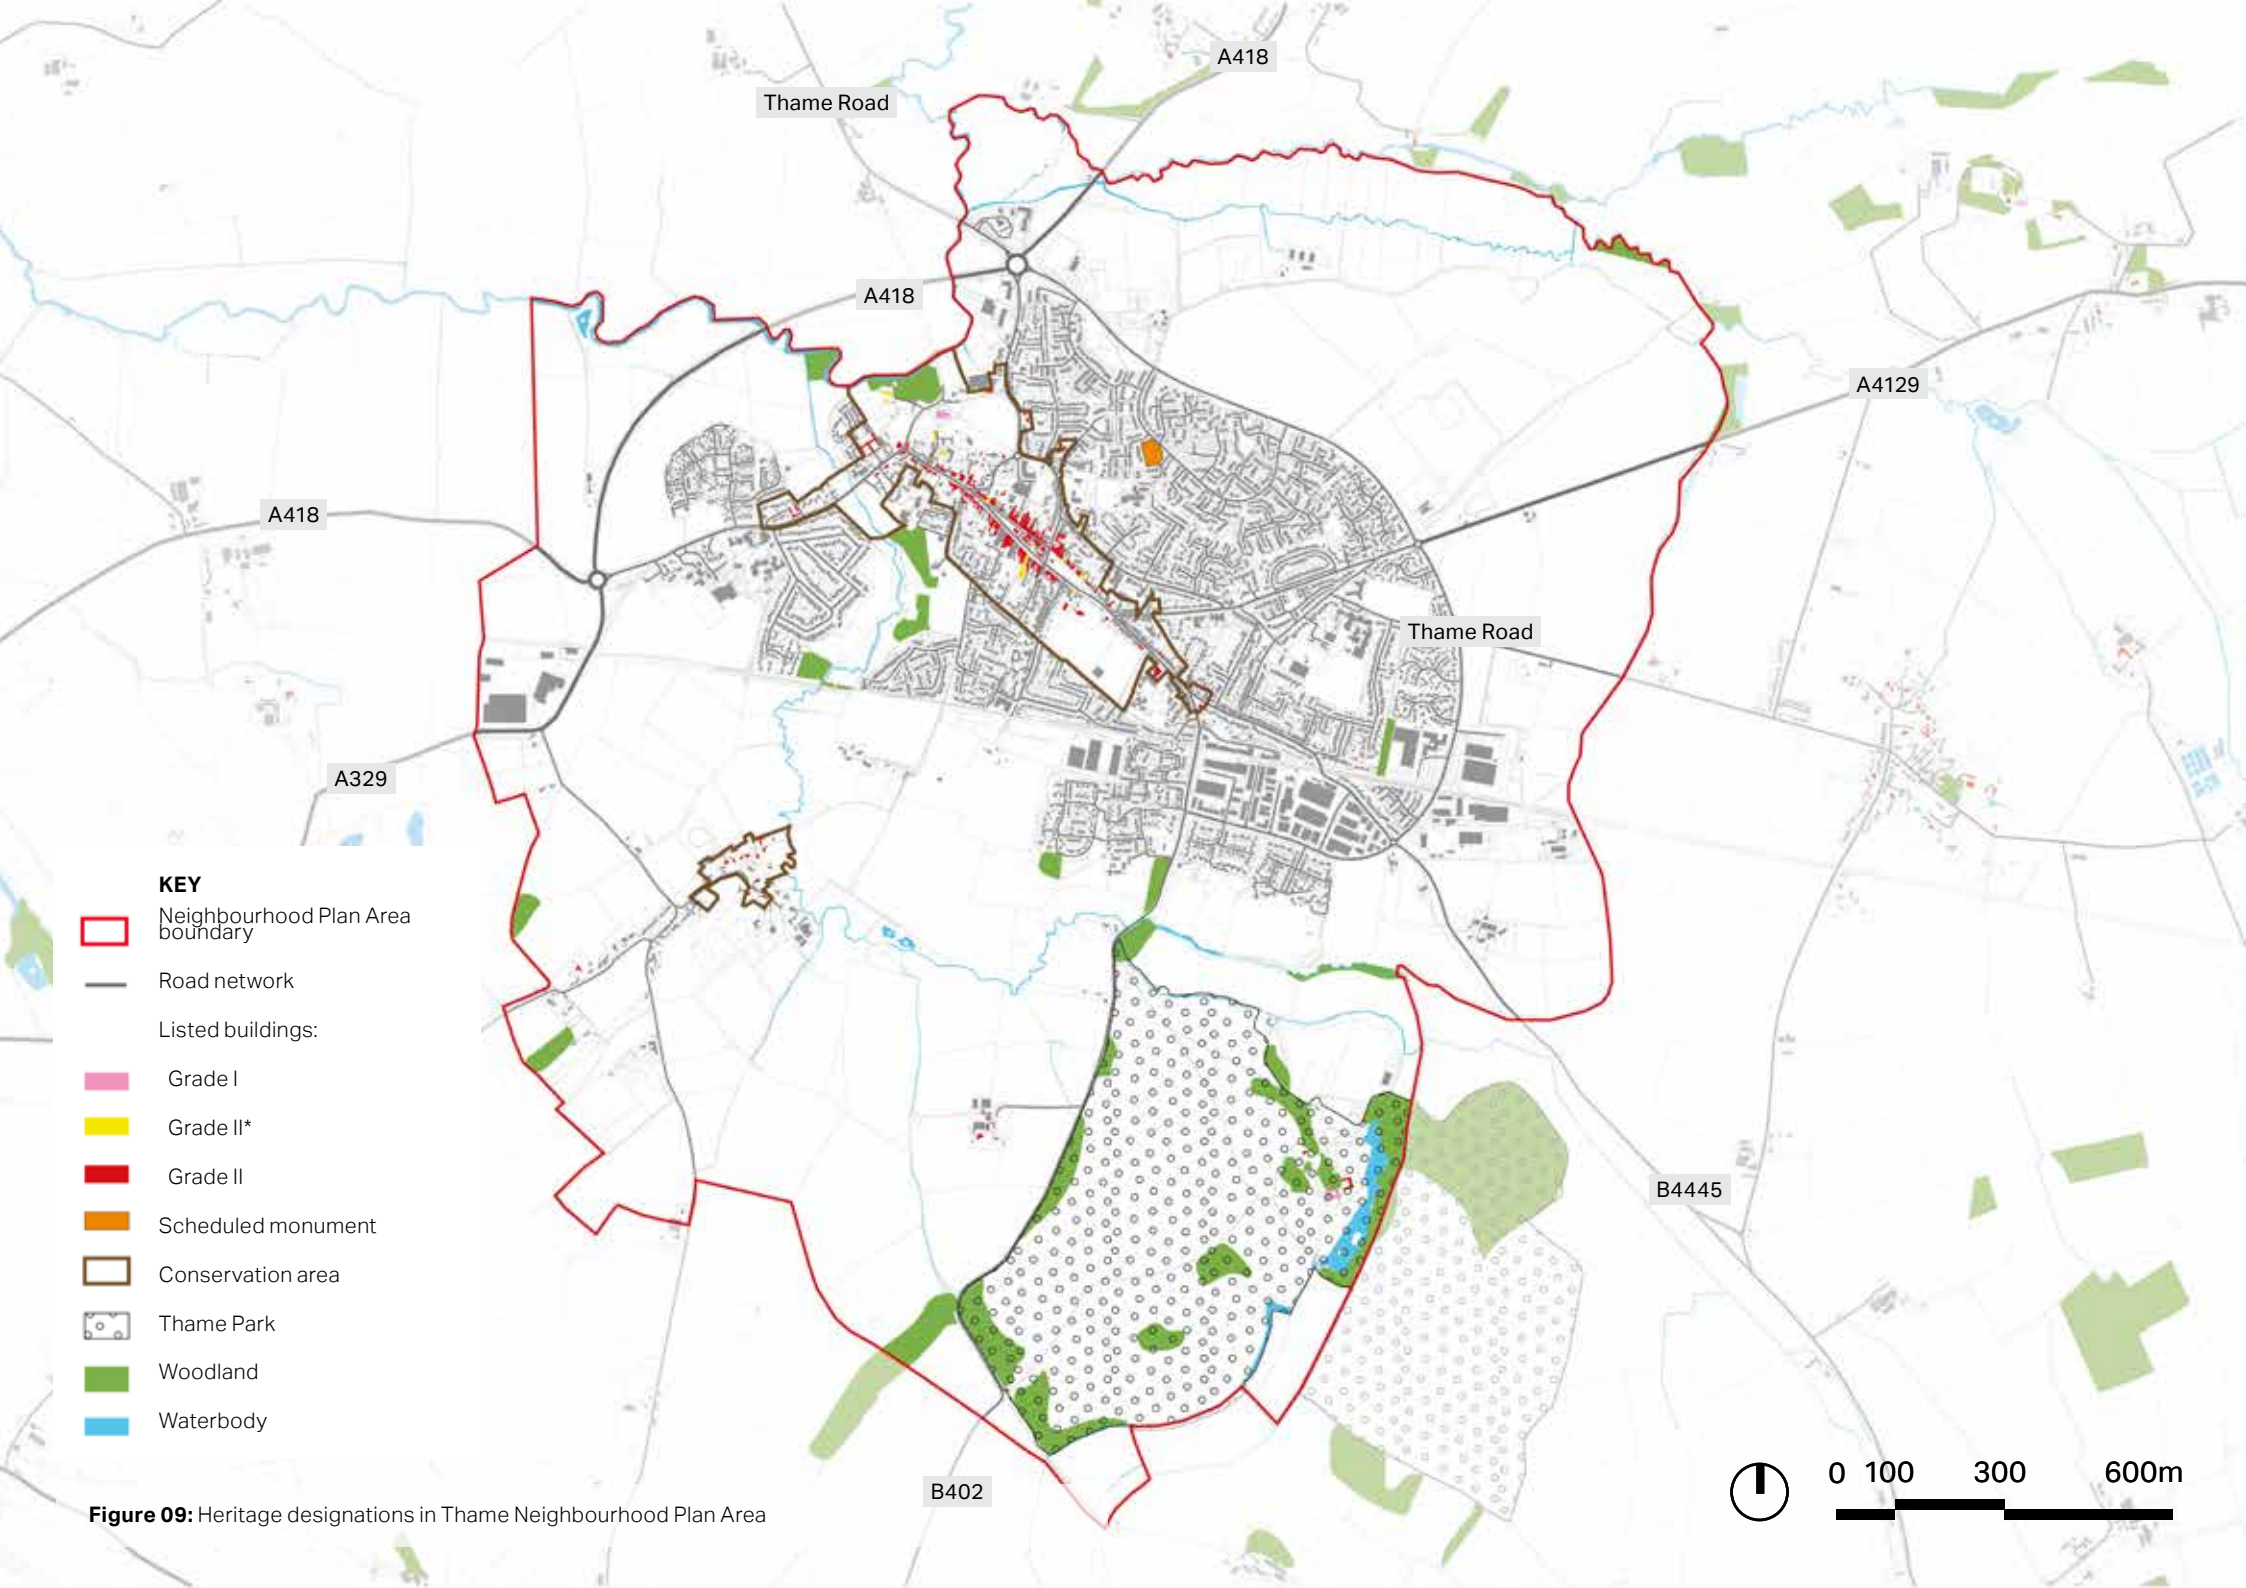 A418
Thame Road
A418
A4129
A418
Thame Road
A329
KEY
Neighbourhood Plan Area
boundary
Road network
Listed buildings:
Grade I
Grade II*
Grade II
Scheduled monument
Conservation area
Thame Park
Woodland
Waterbody
B4445
B402
0 100 300 600m
Figure 09: Heritage designations in Thame Neighbourhood Plan Area